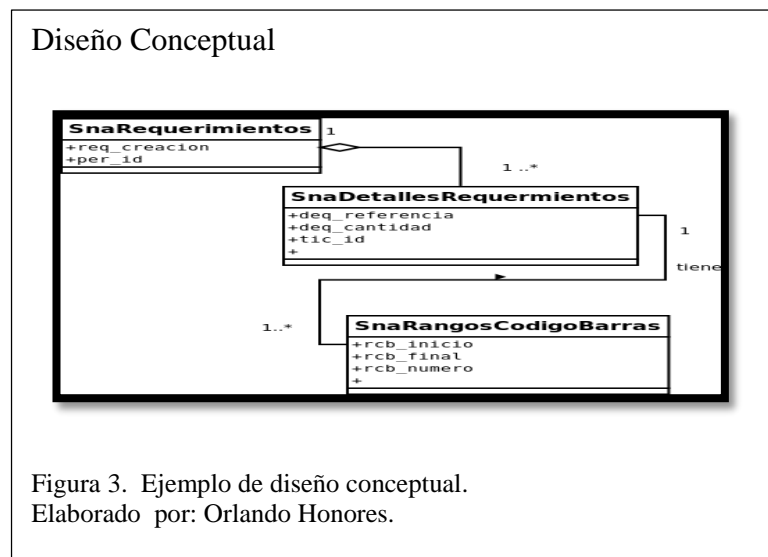 Diseño Conceptual
SnaRequerimientos
1
+req_creacion
+per_id
1 ..*
SnaDetallesRequermientos
+deq_referencia
+deq_cantidad
+tic_id
+
1
tiene
1..*
SnaRangosCodigoBarras
+rcb_inicio
+rcb_final
+rcb_numero
+
Figura 3. Ejemplo de diseño conceptual.
Elaborado por: Orlando Honores.